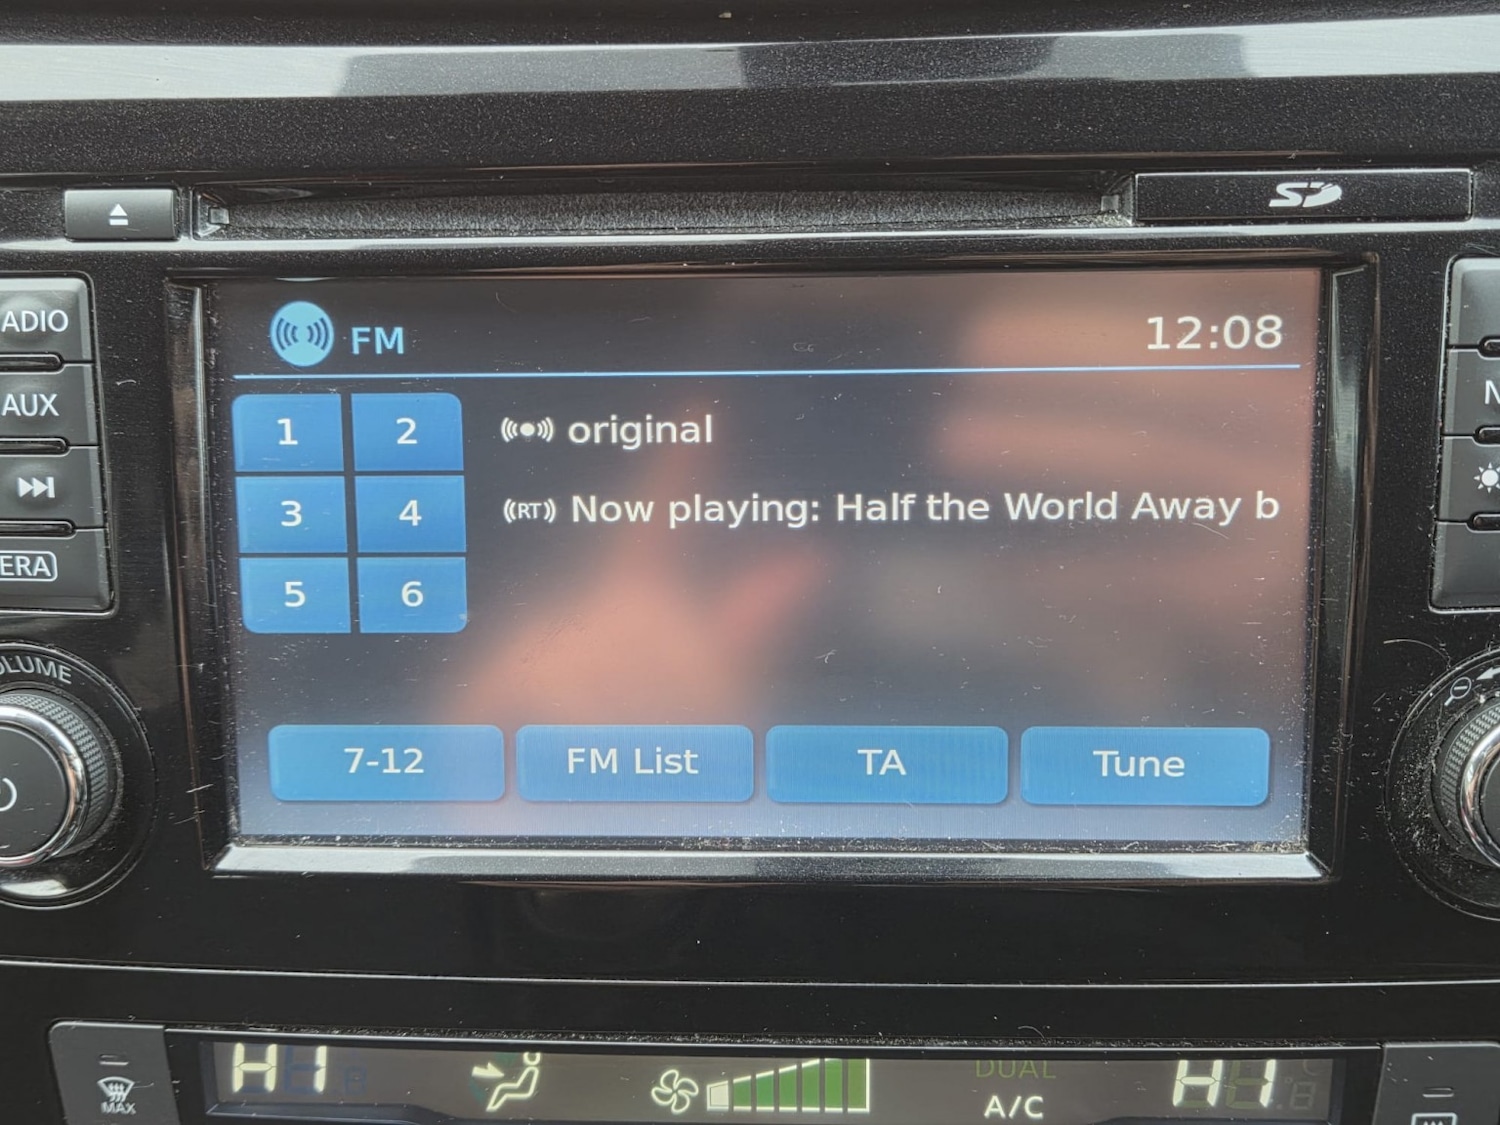 SD
ADIO
FM
12:08
AUX
1 2
original
N
3 4
RT Now playing: Half the World Away b
ERA
5 6
OLUME
7-12 FM List TA Tune
HI
DUAL
HI
A/C
MAX